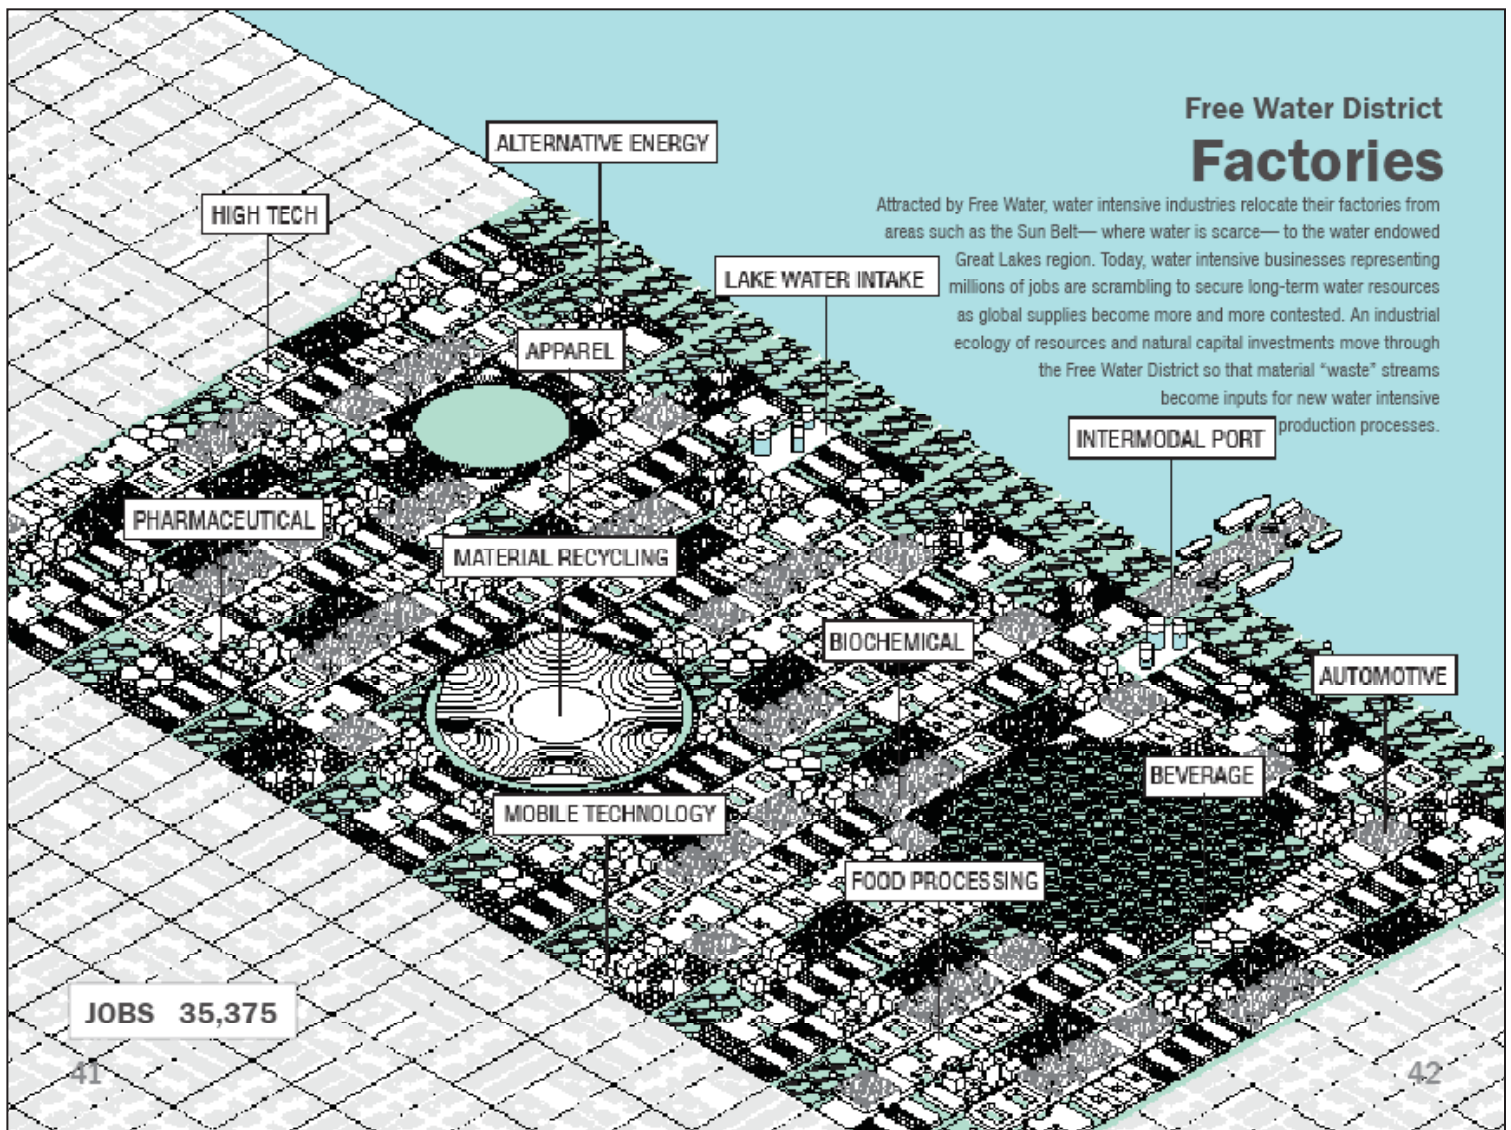 Free Water District
Factories
Attracted by Free Water, water intensive industries relocate their factories from
areas such as the Sun Belt— where water is scarce— to the water endowed
Great Lakes region. Today, water intensive businesses representing
millions of jobs are scrambling to secure long-term water resources
as global supplies become more and more contested. An industrial
ecology of resources and natural capital investments move through
the Free Water District so that material “waste” streams
become inputs for new water intensive
production processes.
ALTERNATIVE ENERGY
HIGH TECH
LAKE WATER INTAKE
APPAREL
INTERMODAL PORT
PHARMACEUTICAL
MATERIAL RECYCLING
BIOCHEMICAL
AUTOMOTIVE
BEVERAGE
MOBILE TECHNOLOGY
FOOD PROCESSING
JOBS 35,375
41
42